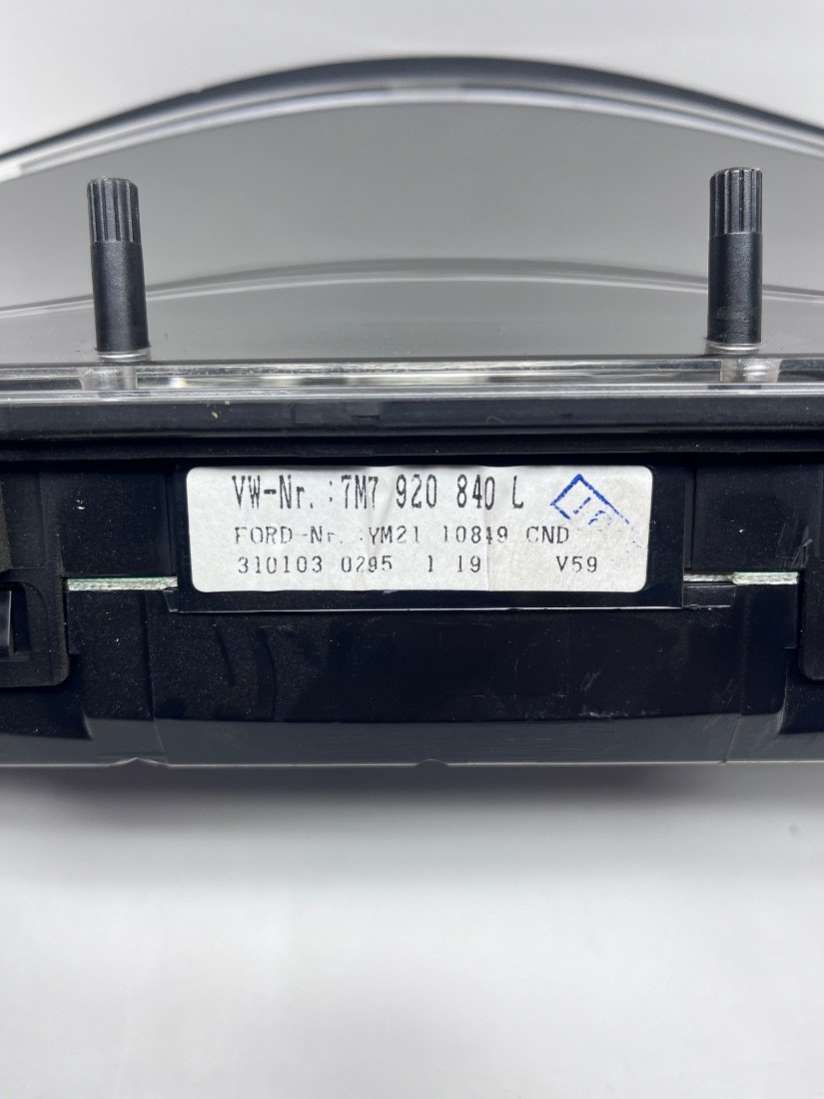 VW-Nr. :7M7 920 840 L
FORD-Nr. :YM21 10849 CND
310103 0295 1 19 V59